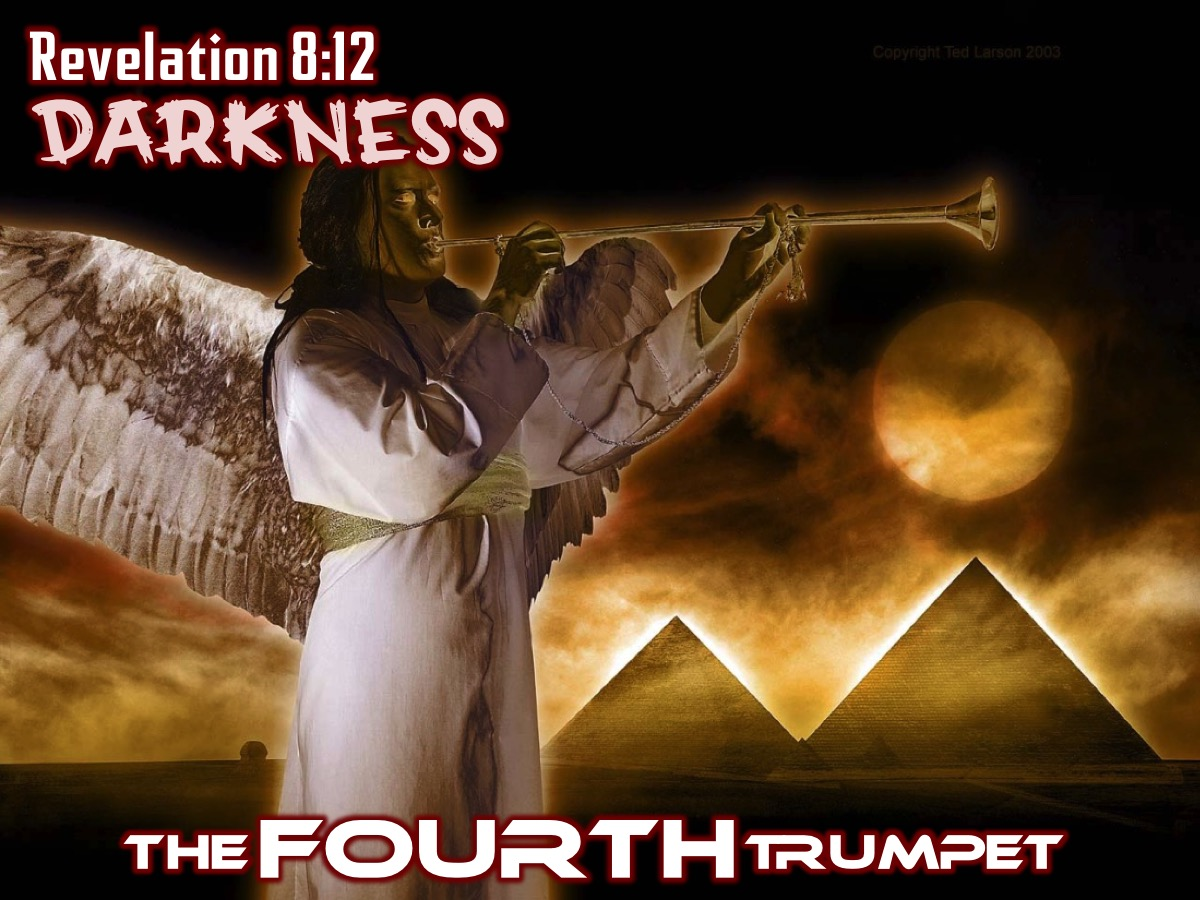 Revelation 8:12
Copyright Ted Larson 2003
DARKNESS
THE FOURTH TRUMPET